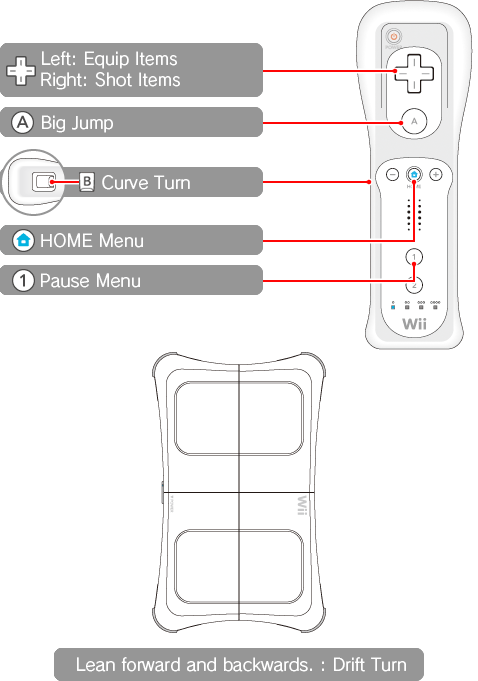 Left: Equip Items
Right: Shot Items
A Big Jump
B Curve Turn
HOME Menu
1 Pause Menu
POWER
A
HOME
1
2
Wii
Wii
Lean forward and backwards. : Drift Turn